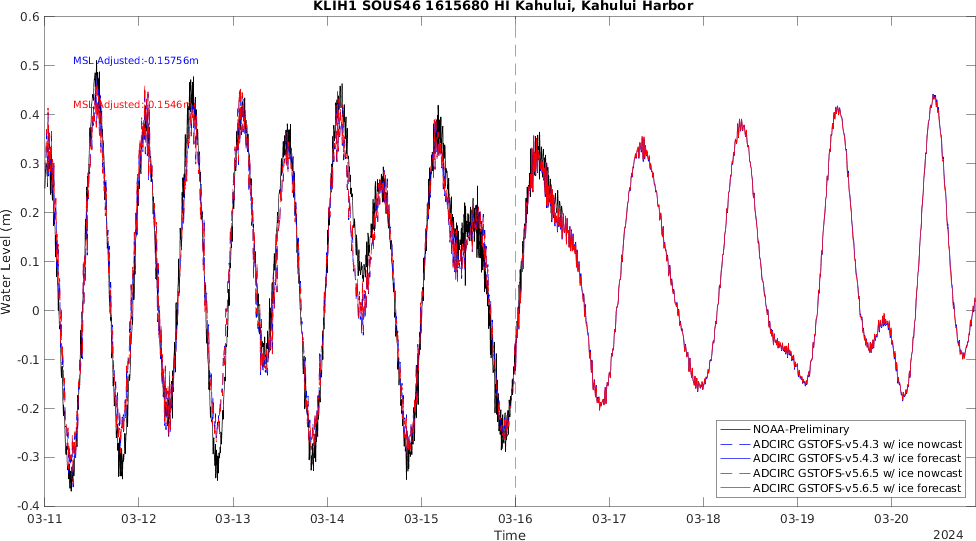 KLIH1 SOUS46 1615680 HI Kahului, Kahului Harbor
0.6
0.5
0.4
0.3
0.2
0.1
0
-0.1
-0.2
-0.3
-0.4
Water Level (m)
MSL Adjusted:-0.15756m
MSL Adjusted:-0.1546m
NOAA-Preliminary
ADCIRC GSTOFS-v5.4.3 w/ ice nowcast
ADCIRC GSTOFS-v5.4.3 w/ ice forecast
ADCIRC GSTOFS-v5.6.5 w/ ice nowcast
ADCIRC GSTOFS-v5.6.5 w/ ice forecast
03-11 03-12 03-13 03-14 03-15 03-16 03-17 03-18 03-19 03-20
Time
2024